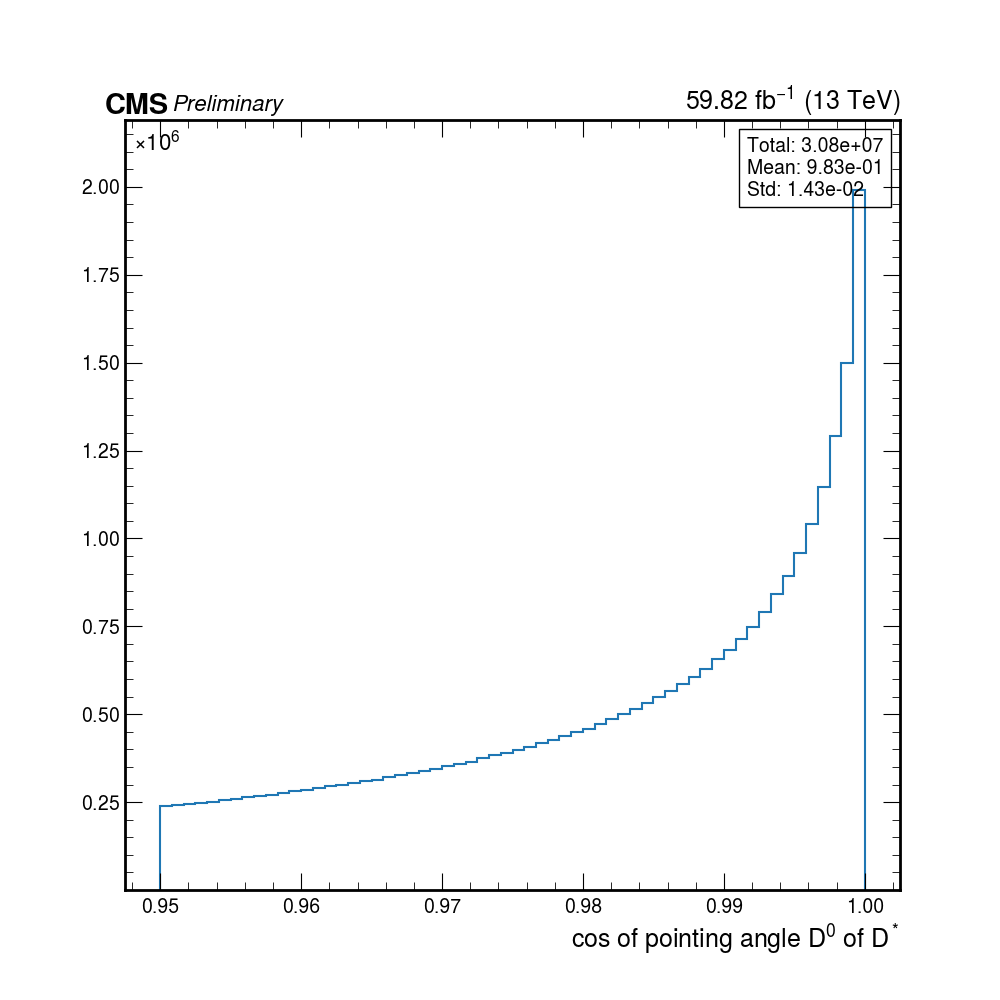 CMS Preliminary
59.82 fb⁻¹ (13 TeV)
×10⁶
Total: 3.08e+07
Mean: 9.83e-01
Std: 1.43e-02
2.00
1.75
1.50
1.25
1.00
0.75
0.50
0.25
0.95 0.96 0.97 0.98 0.99 1.00
cos of pointing angle D⁰ of D*